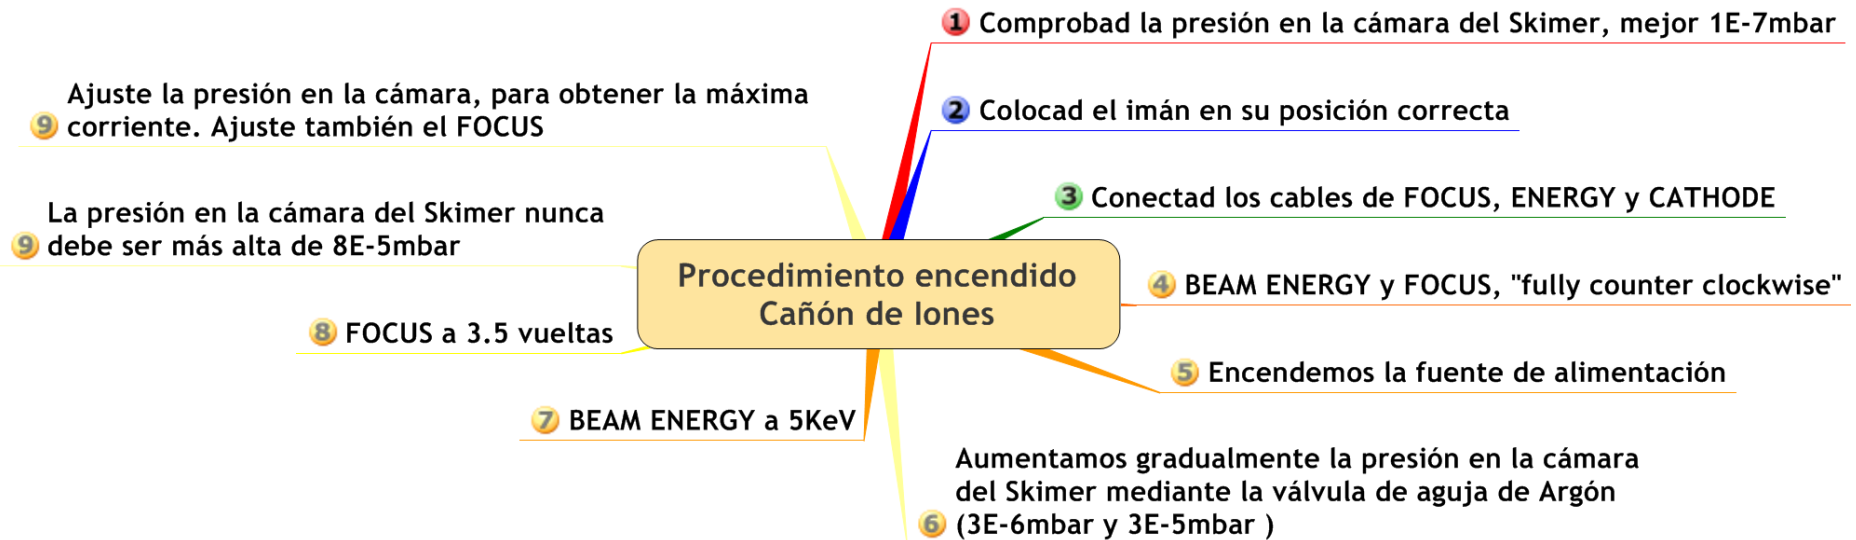 1 Comprobad la presión en la cámara del Skimer, mejor 1E-7mbar
2 Colocad el imán en su posición correcta
3 Conectad los cables de FOCUS, ENERGY y CATHODE
4 BEAM ENERGY y FOCUS, "fully counter clockwise"
5 Encendemos la fuente de alimentación
Aumentamos gradualmente la presión en la cámara
del Skimer mediante la válvula de aguja de Argón
6 (3E-6mbar y 3E-5mbar )
7 BEAM ENERGY a 5KeV
8 FOCUS a 3.5 vueltas
La presión en la cámara del Skimer nunca
9 debe ser más alta de 8E-5mbar
Ajuste la presión en la cámara, para obtener la máxima
9 corriente. Ajuste también el FOCUS
Procedimiento encendido
Cañón de Iones